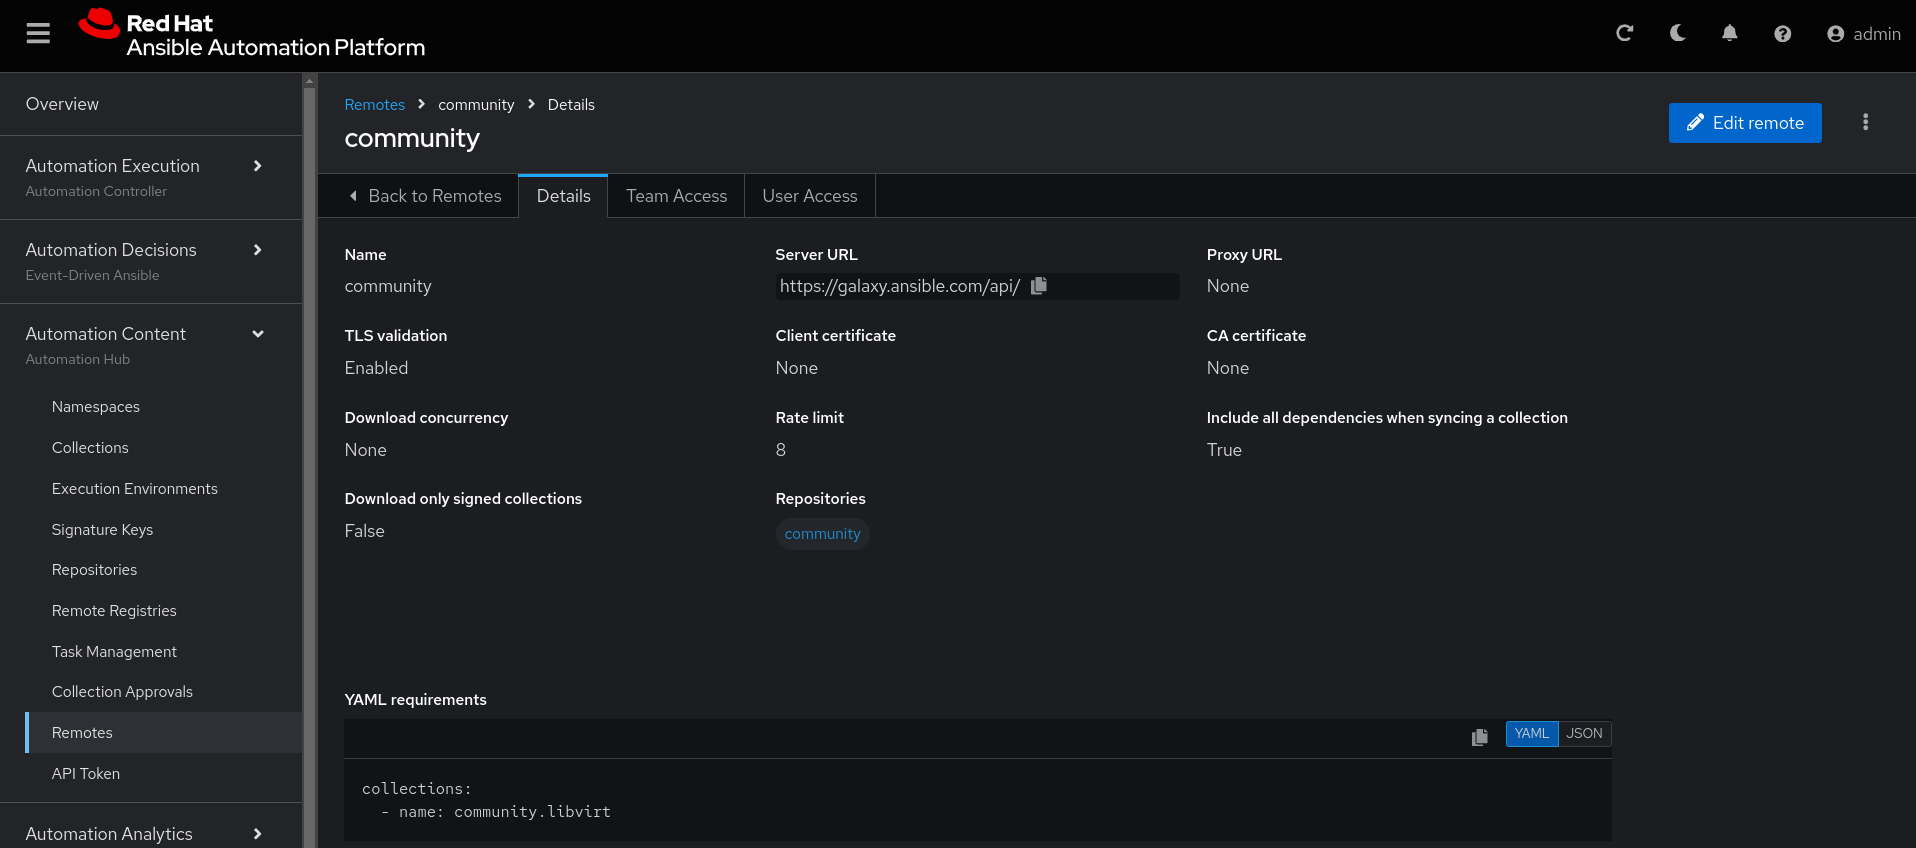 Red Hat
Ansible Automation Platform
admin
Overview
Automation Execution
Automation Controller
Automation Decisions
Event-Driven Ansible
Automation Content
Automation Hub
Namespaces
Collections
Execution Environments
Signature Keys
Repositories
Remote Registries
Task Management
Collection Approvals
Remotes
API Token
Automation Analytics
Remotes community Details
community
Edit remote
Back to Remotes Details Team Access User Access
Name
community
Server URL
https://galaxy.ansible.com/api/
Proxy URL
None
TLS validation
Enabled
Client certificate
None
CA certificate
None
Download concurrency
None
Rate limit
8
Include all dependencies when syncing a collection
True
Download only signed collections
False
Repositories
community
YAML requirements
YAML JSON
collections:
  - name: community.libvirt